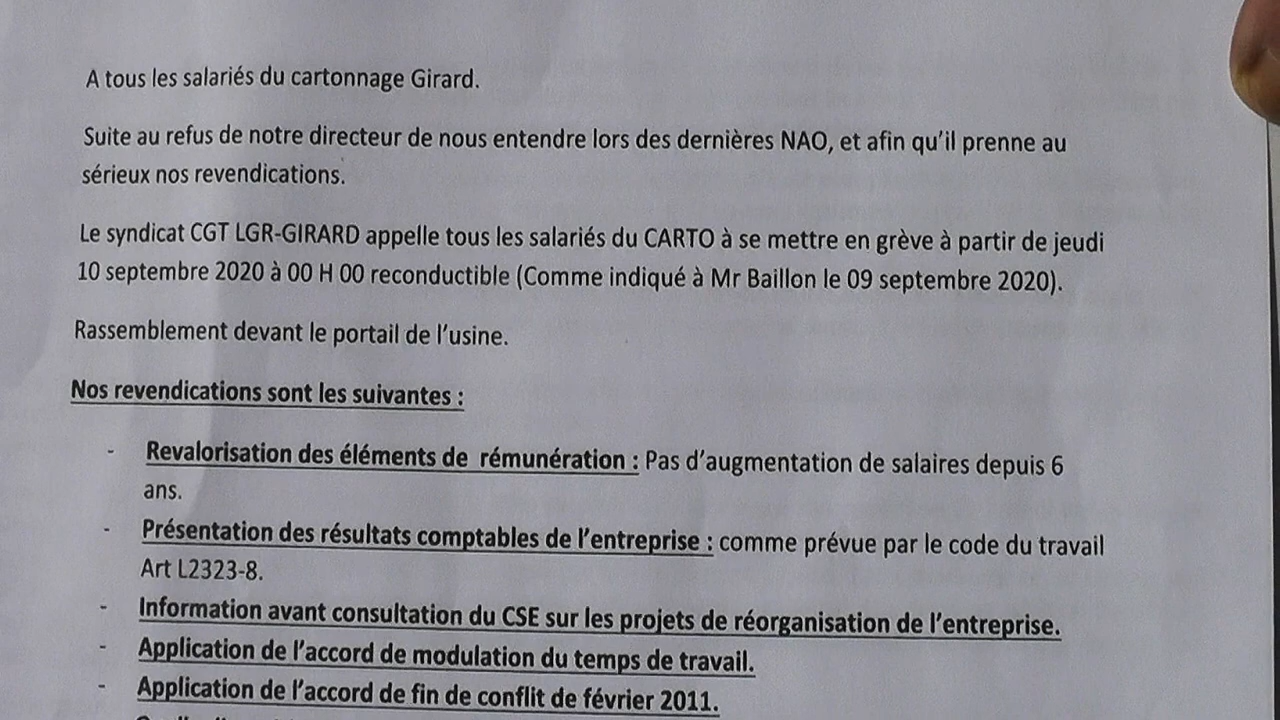 A tous les salariés du cartonnage Girard.
Suite au refus de notre directeur de nous entendre lors des dernières NAO, et afin qu'il prenne au
sérieux nos revendications.
Le syndicat CGT LGR-GIRARD appelle tous les salariés du CARTO à se mettre en grève à partir de jeudi
10 septembre 2020 à 00 H 00 reconductible (Comme indiqué à Mr Baillon le 09 septembre 2020).
Rassemblement devant le portail de l'usine.
Nos revendications sont les suivantes :
- Revalorisation des éléments de rémunération : Pas d'augmentation de salaires depuis 6
ans.
- Présentation des résultats comptables de l'entreprise : comme prévue par le code du travail
Art L2323-8.
- Information avant consultation du CSE sur les projets de réorganisation de l'entreprise.
- Application de l'accord de modulation du temps de travail.
- Application de l'accord de fin de conflit de février 2011.